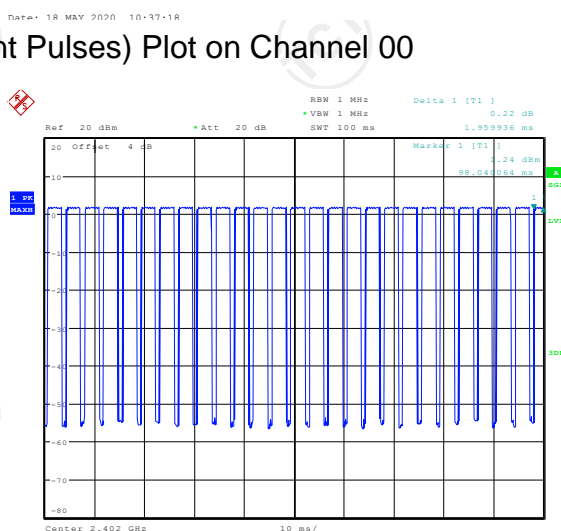 Date: 18 MAY 2020 10:37:18
nt Pulses) Plot on Channel 00
R S
RBW 1 MHz Delta 1 [T1 ]
*VBW 1 MHz 0.22 dB
Ref 20 dBm *Att 20 dB SWT 100 ms 1.959936 ms
20 Offset 4 dB Marker 1 [T1 ]
1.24 dBm
98.040064 ms
A
10
1 PK
MAXH
SGL
1
0
LVL
-10
-20
-30
3DB
-40
-50
-60
-70
-80
Center 2.402 GHz 10 ms/